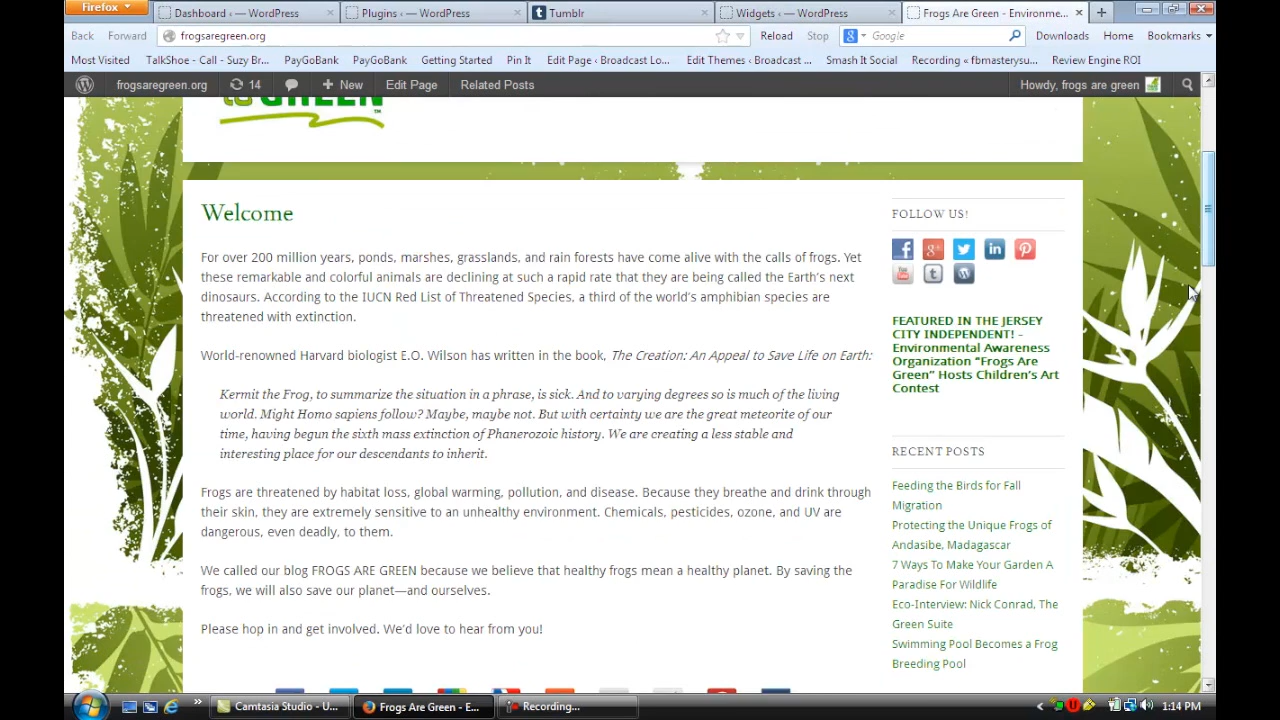 Firefox
Dashboard ‹ — WordPress
Plugins ‹ — WordPress
Tumblr
Widgets ‹ — WordPress
Frogs Are Green - Environme...
Back
Forward
frogsaregreen.org
Google
Reload
Stop
Downloads
Home
Bookmarks
Most Visited
TalkShoe - Call - Suzy Br...
PayGoBank
PayGoBank
Getting Started
Pin It
Edit Page ‹ Broadcast Lo...
Edit Themes ‹ Broadcast ...
Smash It Social
Recording ‹ fbmasterysu...
Review Engine ROI
frogsaregreen.org
14
New
Edit Page
Related Posts
Howdy, frogs are green
to GREEN™
Welcome
For over 200 million years, ponds, marshes, grasslands, and rain forests have come alive with the calls of frogs. Yet
these remarkable and colorful animals are declining at such a rapid rate that they are being called the Earth's next
dinosaurs. According to the IUCN Red List of Threatened Species, a third of the world's amphibian species are
threatened with extinction.
World-renowned Harvard biologist E.O. Wilson has written in the book, The Creation: An Appeal to Save Life on Earth:
Kermit the Frog, to summarize the situation in a phrase, is sick. And to varying degrees so is much of the living
world. Might Homo sapiens follow? Maybe, maybe not. But with certainty we are the great meteorite of our
time, having begun the sixth mass extinction of Phanerozoic history. We are creating a less stable and
interesting place for our descendants to inherit.
Frogs are threatened by habitat loss, global warming, pollution, and disease. Because they breathe and drink through
their skin, they are extremely sensitive to an unhealthy environment. Chemicals, pesticides, ozone, and UV are
dangerous, even deadly, to them.
We called our blog FROGS ARE GREEN because we believe that healthy frogs mean a healthy planet. By saving the
frogs, we will also save our planet—and ourselves.
Please hop in and get involved. We'd love to hear from you!
FOLLOW US!
FEATURED IN THE JERSEY
CITY INDEPENDENT! -
Environmental Awareness
Organization “Frogs Are
Green” Hosts Children's Art
Contest
RECENT POSTS
Feeding the Birds for Fall
Migration
Protecting the Unique Frogs of
Andasibe, Madagascar
7 Ways To Make Your Garden A
Paradise For Wildlife
Eco-Interview: Nick Conrad, The
Green Suite
Swimming Pool Becomes a Frog
Breeding Pool
Camtasia Studio - U...
Frogs Are Green - E...
Recording...
1:14 PM